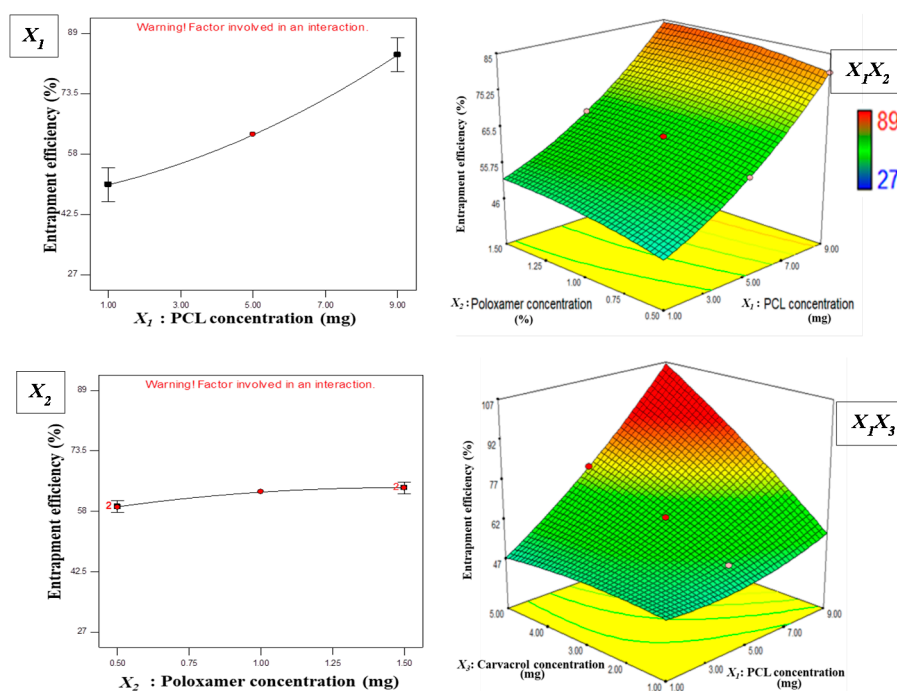 X1
Warning! Factor involved in an interaction.
89
73.5
58
42.5
27
Entrapment efficiency (%)
1.00 3.00 5.00 7.00 9.00
X1 : PCL concentration (mg)
X1X2
85
75.25
65.5
55.75
46
Entrapment efficiency (%)
1.50
1.25
1.00
0.75
0.50
X2 : Poloxamer concentration
(%)
1.00
3.00
5.00
7.00
9.00
X1 : PCL concentration
(mg)
89
27
X2
Warning! Factor involved in an interaction.
89
73.5
58
42.5
27
Entrapment efficiency (%)
2
2
0.50 0.75 1.00 1.25 1.50
X2 : Poloxamer concentration (mg)
X1X3
107
92
77
62
47
Entrapment efficiency (%)
5.00
4.00
3.00
2.00
1.00
X3: Carvacrol concentration
(mg)
1.00
3.00
5.00
7.00
9.00
X1: PCL concentration
(mg)